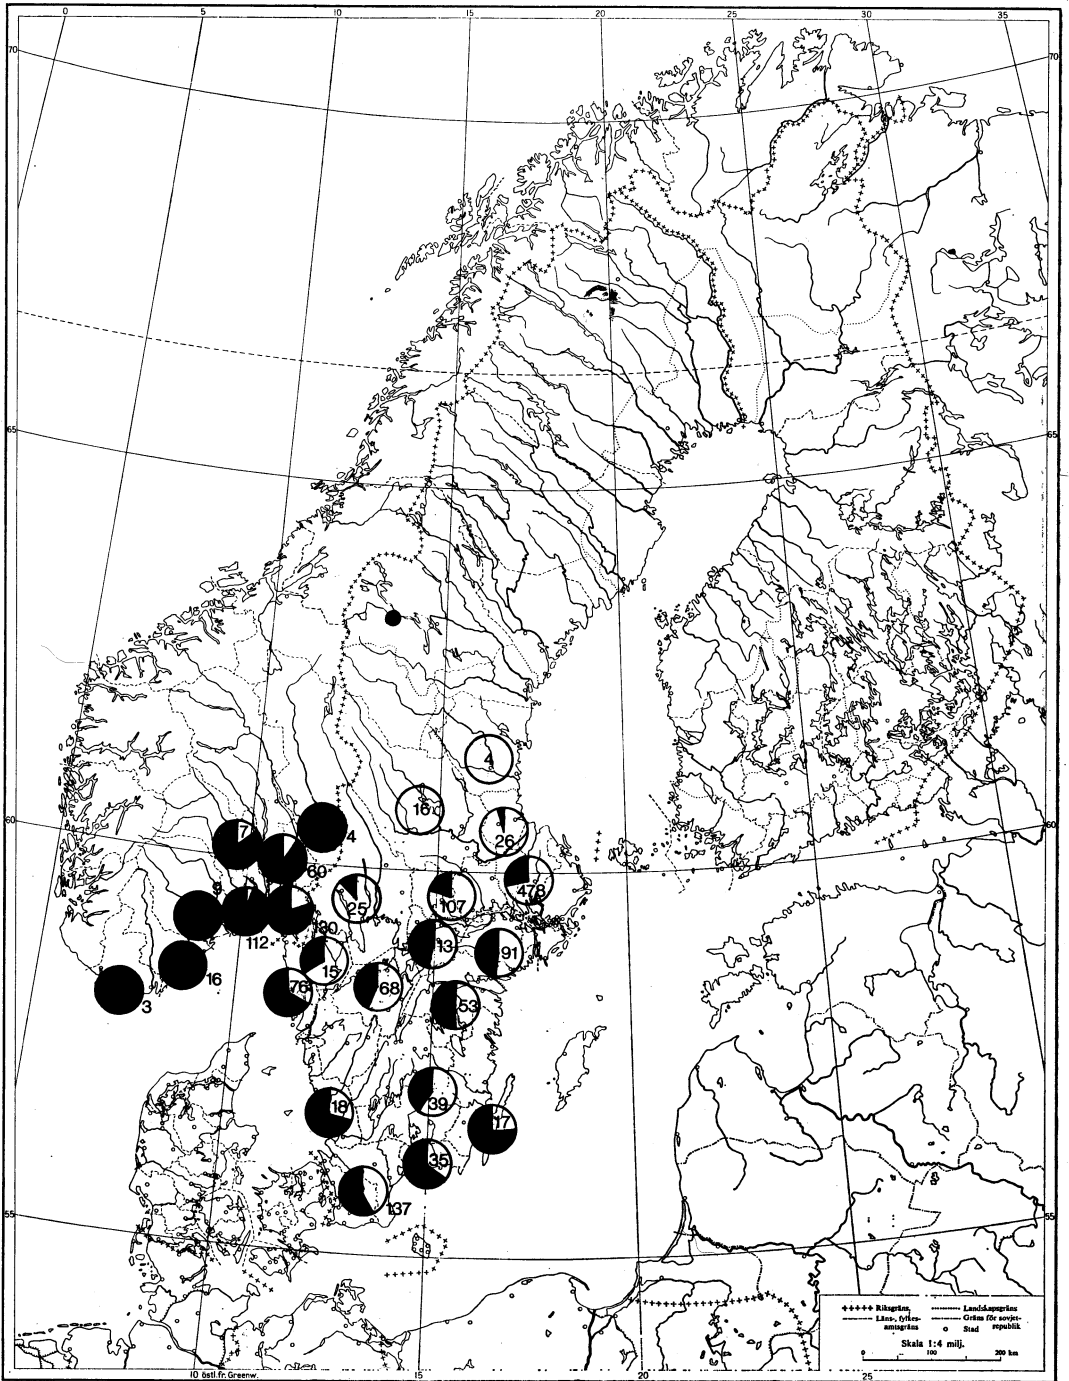 0 5 10 15 20 25 30 35
70 70
65 65
4
16
60 7 4 26 60
60
9 478
25 107
112 130
13 91
15
16 76 68
3 53
39
18 17
35
137
55 55
++++++ Riksgräns
Läns-, fylkes-
amtsgräns
Landskapsgräns
Gräns för sovjet-
republik
o Stad
Skala 1:4 milj.
0 100 200 km
10 östl. fr. Greenw. 15 20 25